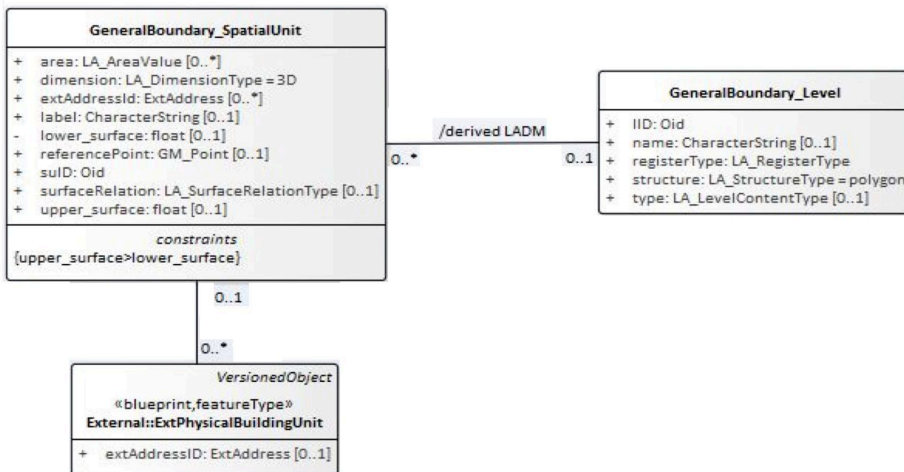 GeneralBoundary_SpatialUnit
+ area: LA_AreaValue [0..*]
+ dimension: LA_DimensionType = 3D
+ extAddressId: ExtAddress [0..*]
+ label: CharacterString [0..1]
- lower_surface: float [0..1]
+ referencePoint: GM_Point [0..1]
+ suID: Oid
+ surfaceRelation: LA_SurfaceRelationType [0..1]
+ upper_surface: float [0..1]
constraints
{upper_surface>lower_surface}
/derived LADM
0..*
0..1
GeneralBoundary_Level
+ lID: Oid
+ name: CharacterString [0..1]
+ registerType: LA_RegisterType
+ structure: LA_StructureType = polygon
+ type: LA_LevelContentType [0..1]
0..1
0..*
VersionedObject
«blueprint,featureType»
External::ExtPhysicalBuildingUnit
+ extAddressID: ExtAddress [0..1]